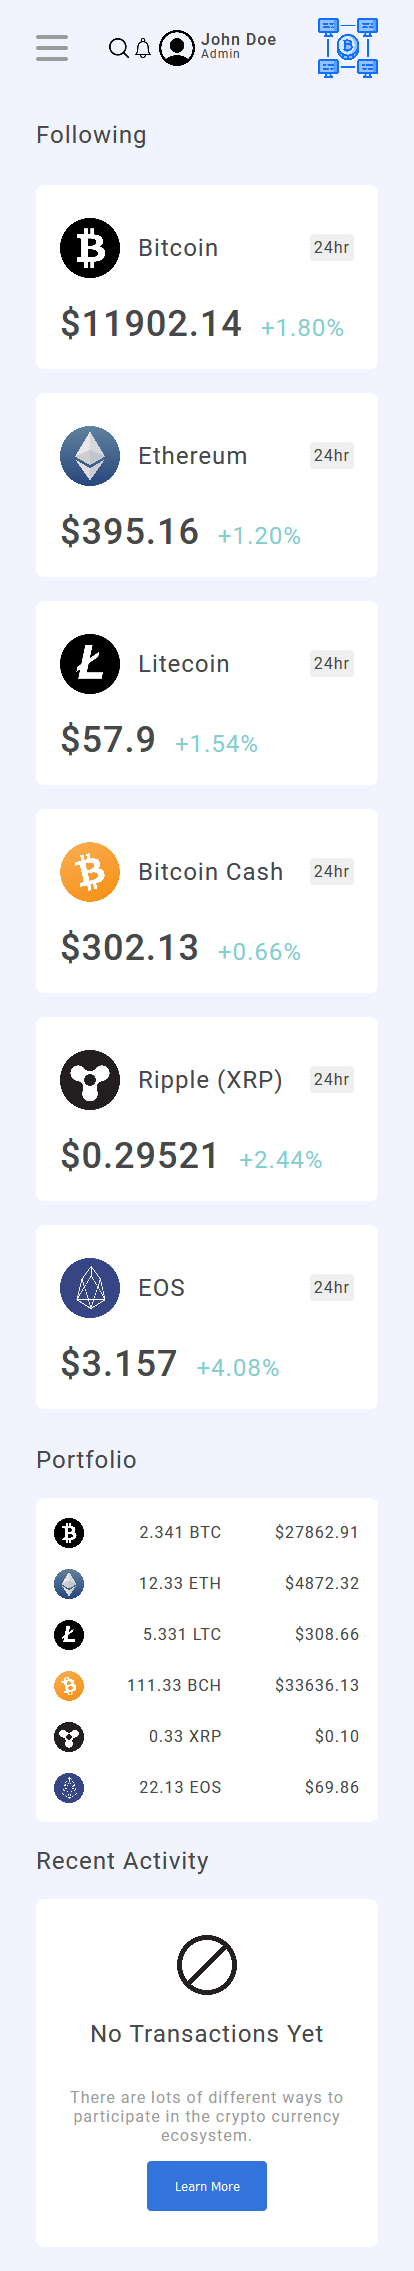 John Doe
Admin
Following
Bitcoin 24hr
$11902.14 +1.80%
Ethereum 24hr
$395.16 +1.20%
Litecoin 24hr
$57.9 +1.54%
Bitcoin Cash 24hr
$302.13 +0.66%
Ripple (XRP) 24hr
$0.29521 +2.44%
EOS 24hr
$3.157 +4.08%
Portfolio
2.341 BTC $27862.91
12.33 ETH $4872.32
5.331 LTC $308.66
111.33 BCH $33636.13
0.33 XRP $0.10
22.13 EOS $69.86
Recent Activity
No Transactions Yet
There are lots of different ways to
participate in the crypto currency
ecosystem.
Learn More